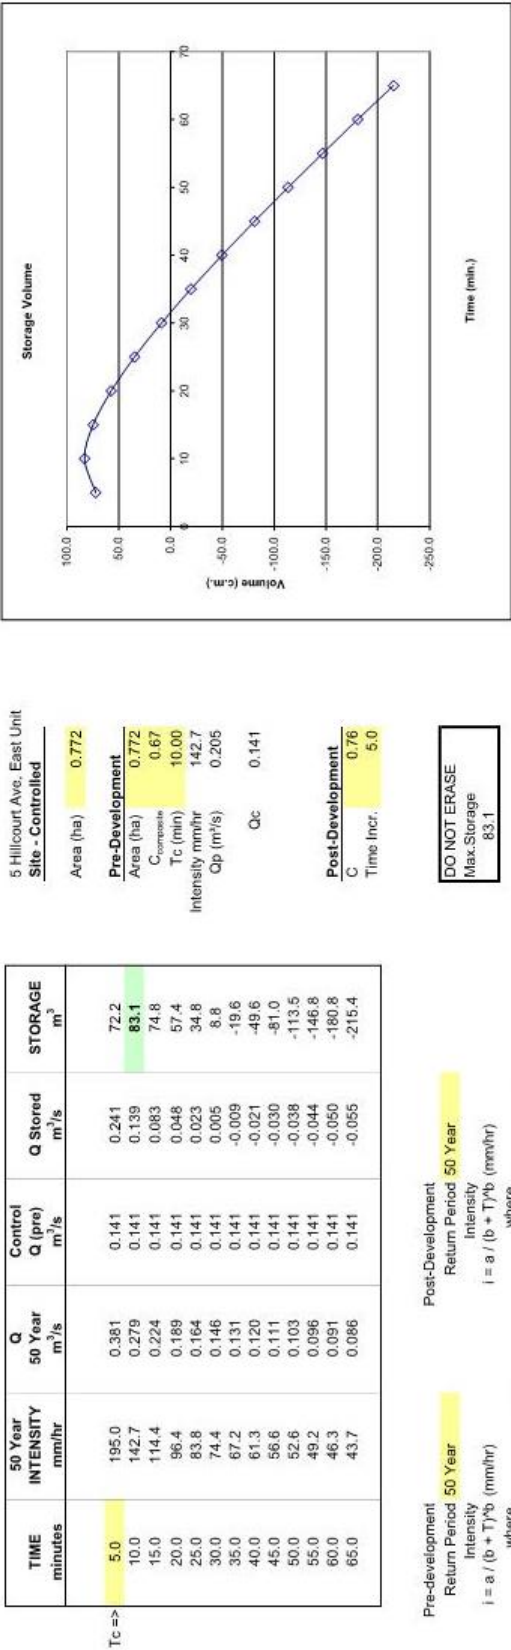 TIME 50 Year Q Control Q Stored STORAGE
minutes INTENSITY 50 Year Q (pre) m³/s m³
mm/hr m³/s m³/s
Tc => 5.0 195.0 0.381 0.141 0.241 72.2
10.0 142.7 0.279 0.141 0.139 83.1
15.0 114.4 0.224 0.141 0.083 74.8
20.0 96.4 0.189 0.141 0.048 57.4
25.0 83.8 0.164 0.141 0.023 34.8
30.0 74.4 0.146 0.141 0.005 8.8
35.0 67.2 0.131 0.141 -0.009 -19.6
40.0 61.3 0.120 0.141 -0.021 -49.6
45.0 56.6 0.111 0.141 -0.030 -81.0
50.0 52.6 0.103 0.141 -0.038 -113.5
55.0 49.2 0.096 0.141 -0.044 -146.8
60.0 46.3 0.091 0.141 -0.050 -180.8
65.0 43.7 0.086 0.141 -0.055 -215.4
Pre-development
Return Period 50 Year
Intensity
i = a / (b + T)^b (mm/hr)
where
Post-Development
Return Period 50 Year
Intensity
i = a / (b + T)^b (mm/hr)
where
5 Hillcourt Ave. East Unit
Site - Controlled
Area (ha) 0.772
Pre-Development
Area (ha) 0.772
Ccomposite 0.67
Tc (min) 10.00
Intensity mm/hr 142.7
Qp (m³/s) 0.205
Qc 0.141
Post-Development
C 0.76
Time Incr. 5.0
DO NOT ERASE
Max.Storage
83.1
Storage Volume
100.0
50.0
0.0
-50.0
-100.0
-150.0
-200.0
-250.0
0 10 20 30 40 50 60 70
Volume (c.m.)
Time (min.)